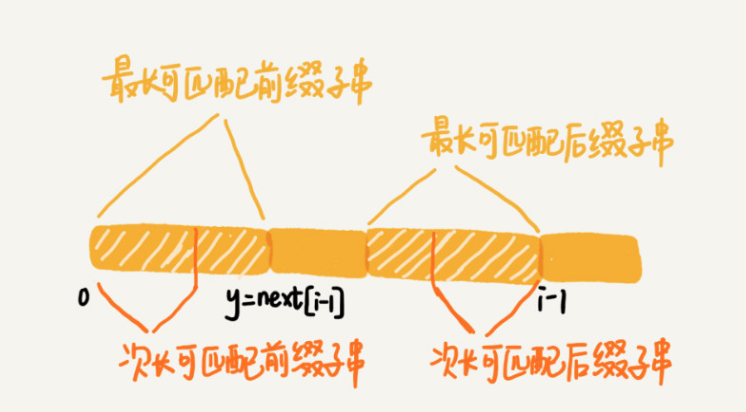 最长可匹配前缀子串
最长可匹配后缀子串
0
y=next[i-1]
i-1
次长可匹配前缀子串
次长可匹配后缀子串